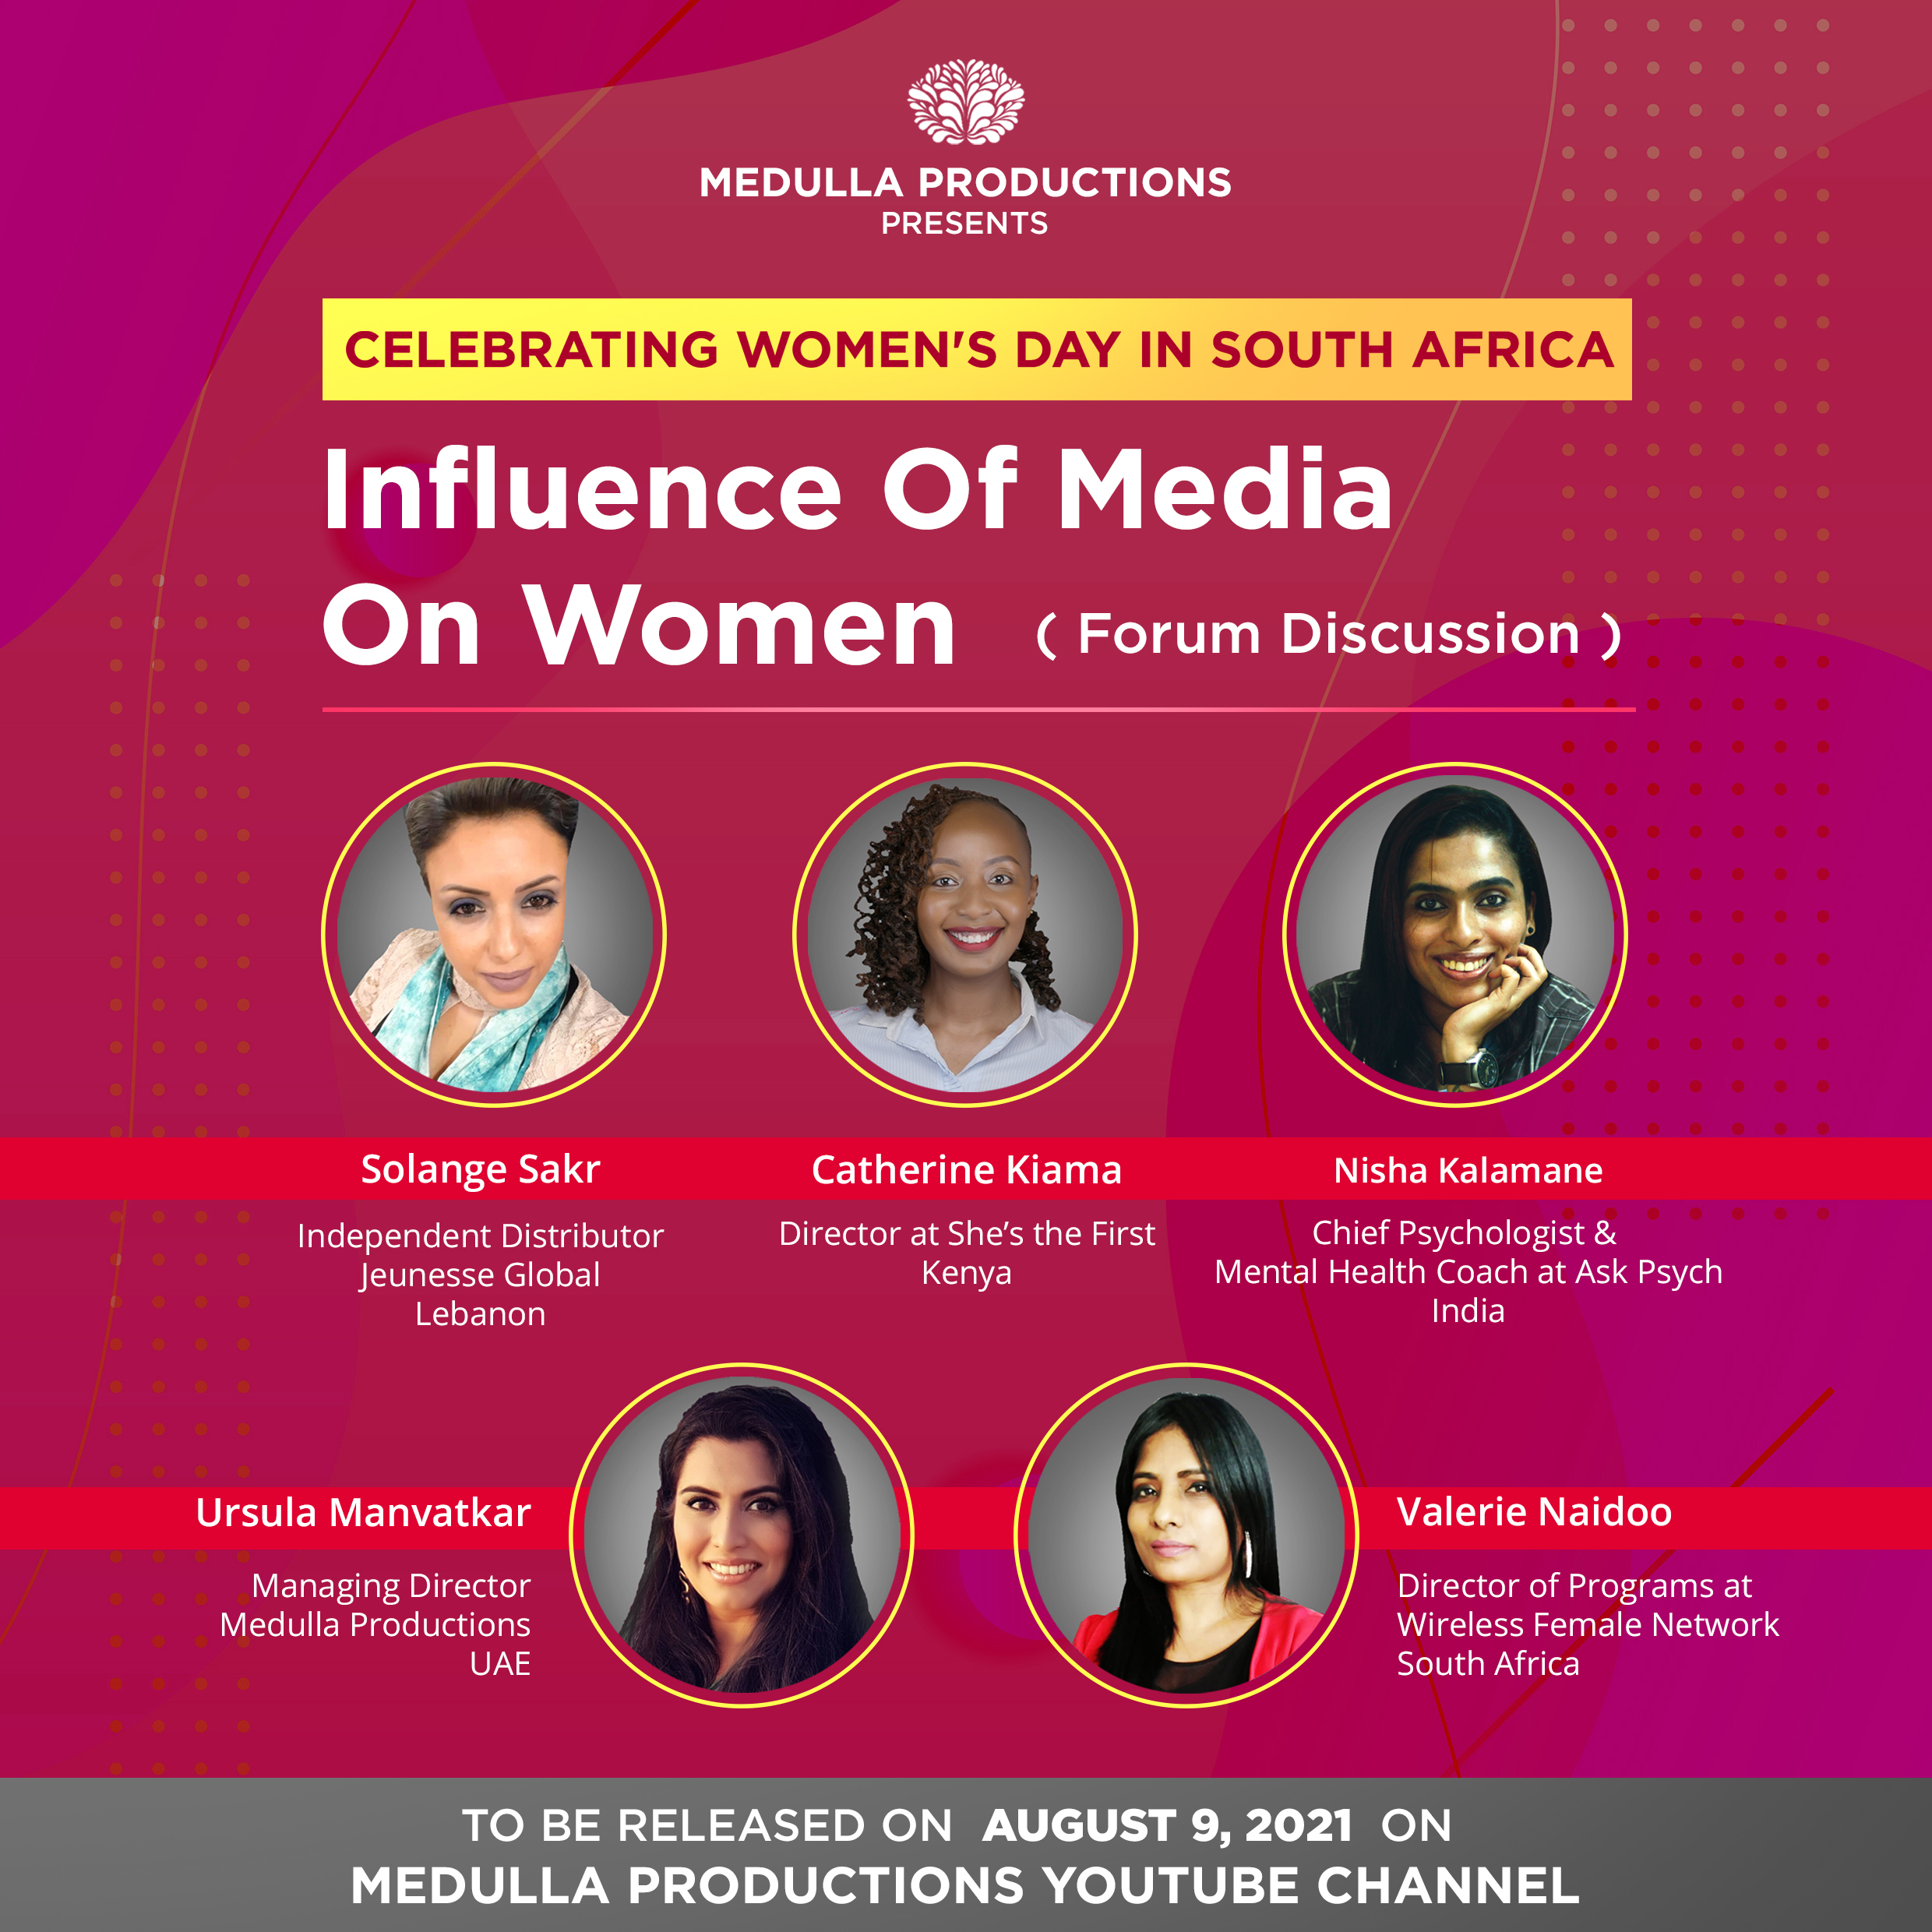 MEDULLA PRODUCTIONS
PRESENTS
CELEBRATING WOMEN'S DAY IN SOUTH AFRICA
Influence Of Media
On Women ( Forum Discussion )
Solange Sakr
Independent Distributor
Jeunesse Global
Lebanon
Catherine Kiama
Director at She’s the First
Kenya
Nisha Kalamane
Chief Psychologist &
Mental Health Coach at Ask Psych
India
Ursula Manvatkar
Managing Director
Medulla Productions
UAE
Valerie Naidoo
Director of Programs at
Wireless Female Network
South Africa
TO BE RELEASED ON AUGUST 9, 2021 ON
MEDULLA PRODUCTIONS YOUTUBE CHANNEL